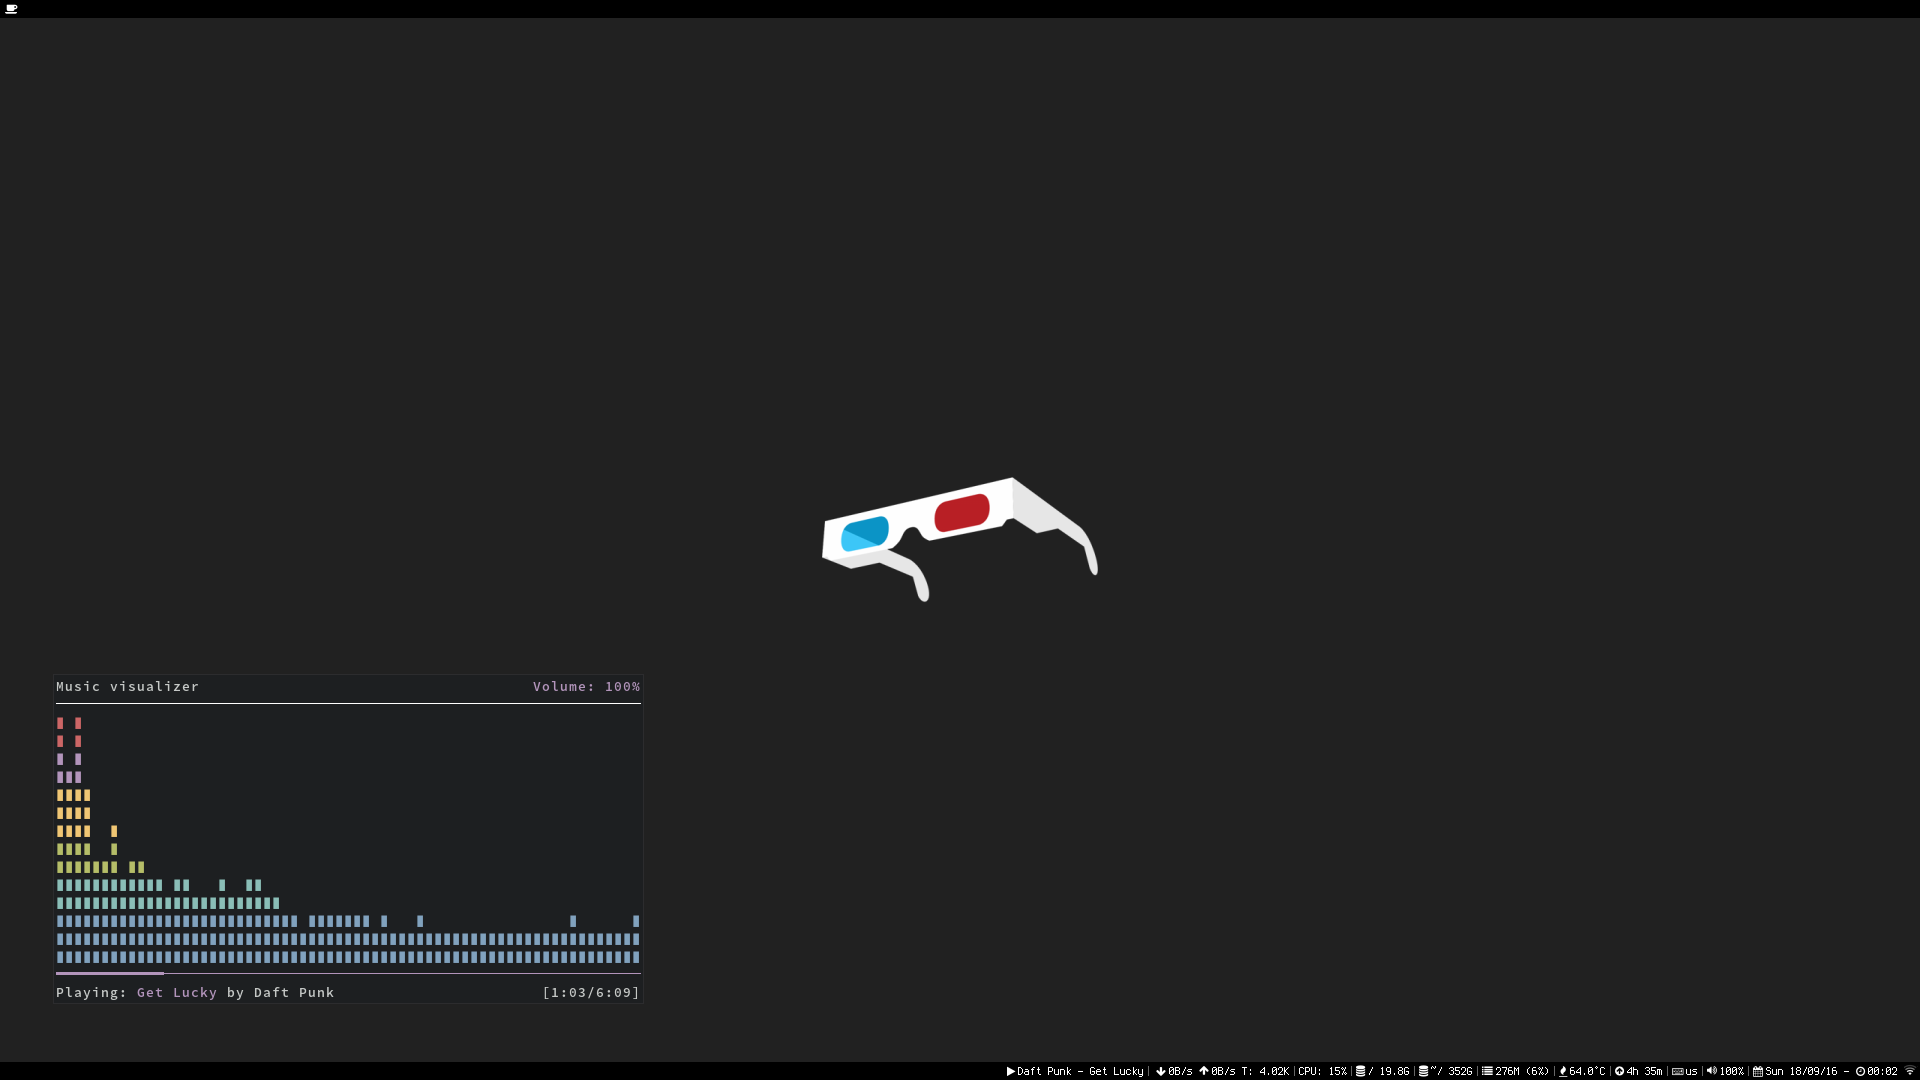 Music visualizer Volume: 100%
Playing: Get Lucky by Daft Punk [1:03/6:09]
Daft Punk - Get Lucky | 0B/s 0B/s T: 4.02K | CPU: 15% | / 19.8G | ~/ 352G | 276M (6%) | 64.0°C | 4h 35m | us | 100% | Sun 18/09/16 - 00:02